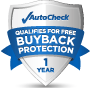 AutoCheck
QUALIFIES FOR FREE
BUYBACK
PROTECTION
1
YEAR